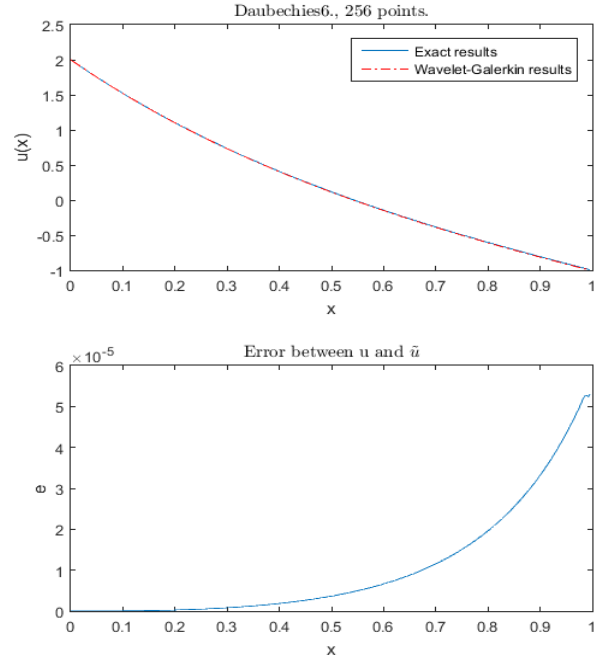 Daubechies6., 256 points.
2.5
2
1.5
1
0.5
0
-0.5
-1
u(x)
Exact results
Wavelet-Galerkin results
0 0.1 0.2 0.3 0.4 0.5 0.6 0.7 0.8 0.9 1
x
Error between u and ũ
×10⁻⁵
6
5
4
3
2
1
0
e
0 0.1 0.2 0.3 0.4 0.5 0.6 0.7 0.8 0.9 1
x